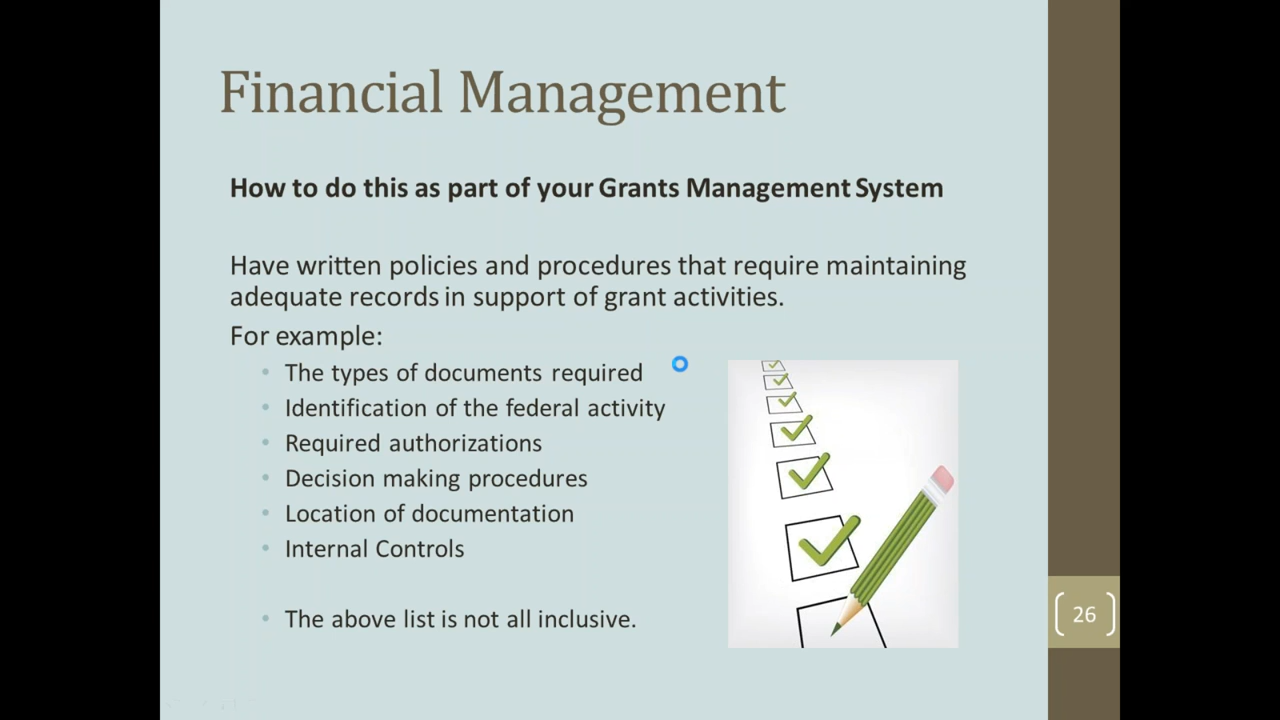 Financial Management
How to do this as part of your Grants Management System
Have written policies and procedures that require maintaining
adequate records in support of grant activities.
For example:
• The types of documents required
• Identification of the federal activity
• Required authorizations
• Decision making procedures
• Location of documentation
• Internal Controls
• The above list is not all inclusive.
26